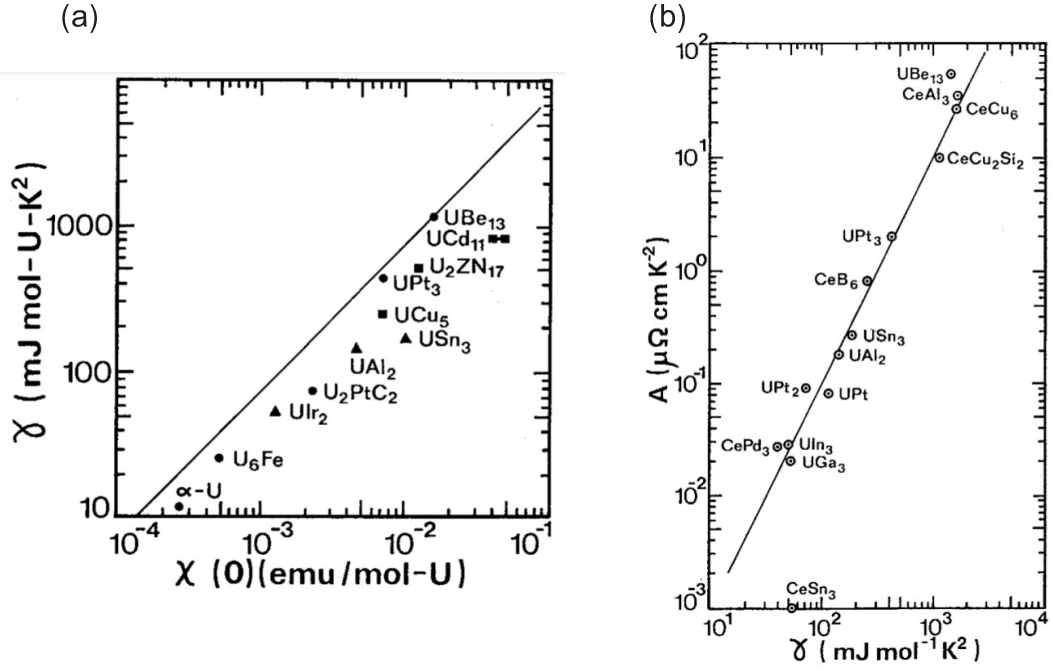 (a)
γ (mJ mol-U-K²)
1000
100
10
UBe₁₃
UCd₁₁
U₂ZN₁₇
UPt₃
UCu₅
USn₃
UAl₂
U₂PtC₂
UIr₂
U₆Fe
α-U
10⁻⁴
10⁻³
10⁻²
10⁻¹
χ (0)(emu/mol-U)
(b)
A (μΩ cm K⁻²)
10²
10¹
10⁰
10⁻¹
10⁻²
10⁻³
UBe₁₃
CeAl₃
CeCu₆
CeCu₂Si₂
UPt₃
CeB₆
USn₃
UAl₂
UPt₂
UPt
CePd₃
UIn₃
UGa₃
CeSn₃
10¹
10²
10³
10⁴
γ (mJ mol⁻¹K²)